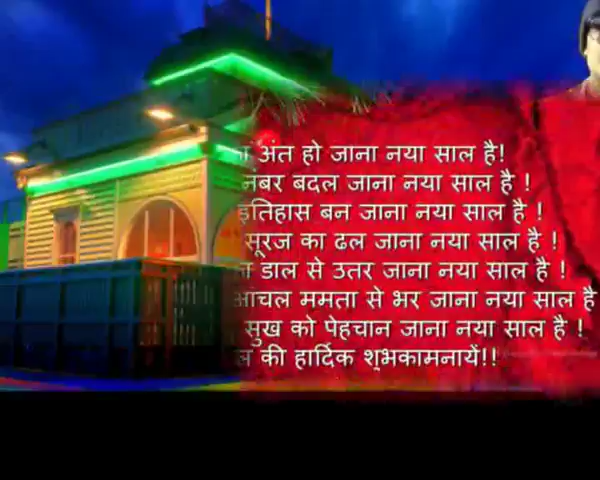 अंत हो जाना नया साल है!
नंबर बदल जाना नया साल है !
इतिहास बन जाना नया साल है !
सूरज का ढल जाना नया साल है !
डाल से उतर जाना नया साल है !
आंचल ममता से भर जाना नया साल है
सुख को पेहचान जाना नया साल है !
की हार्दिक शुभकामनायें!!